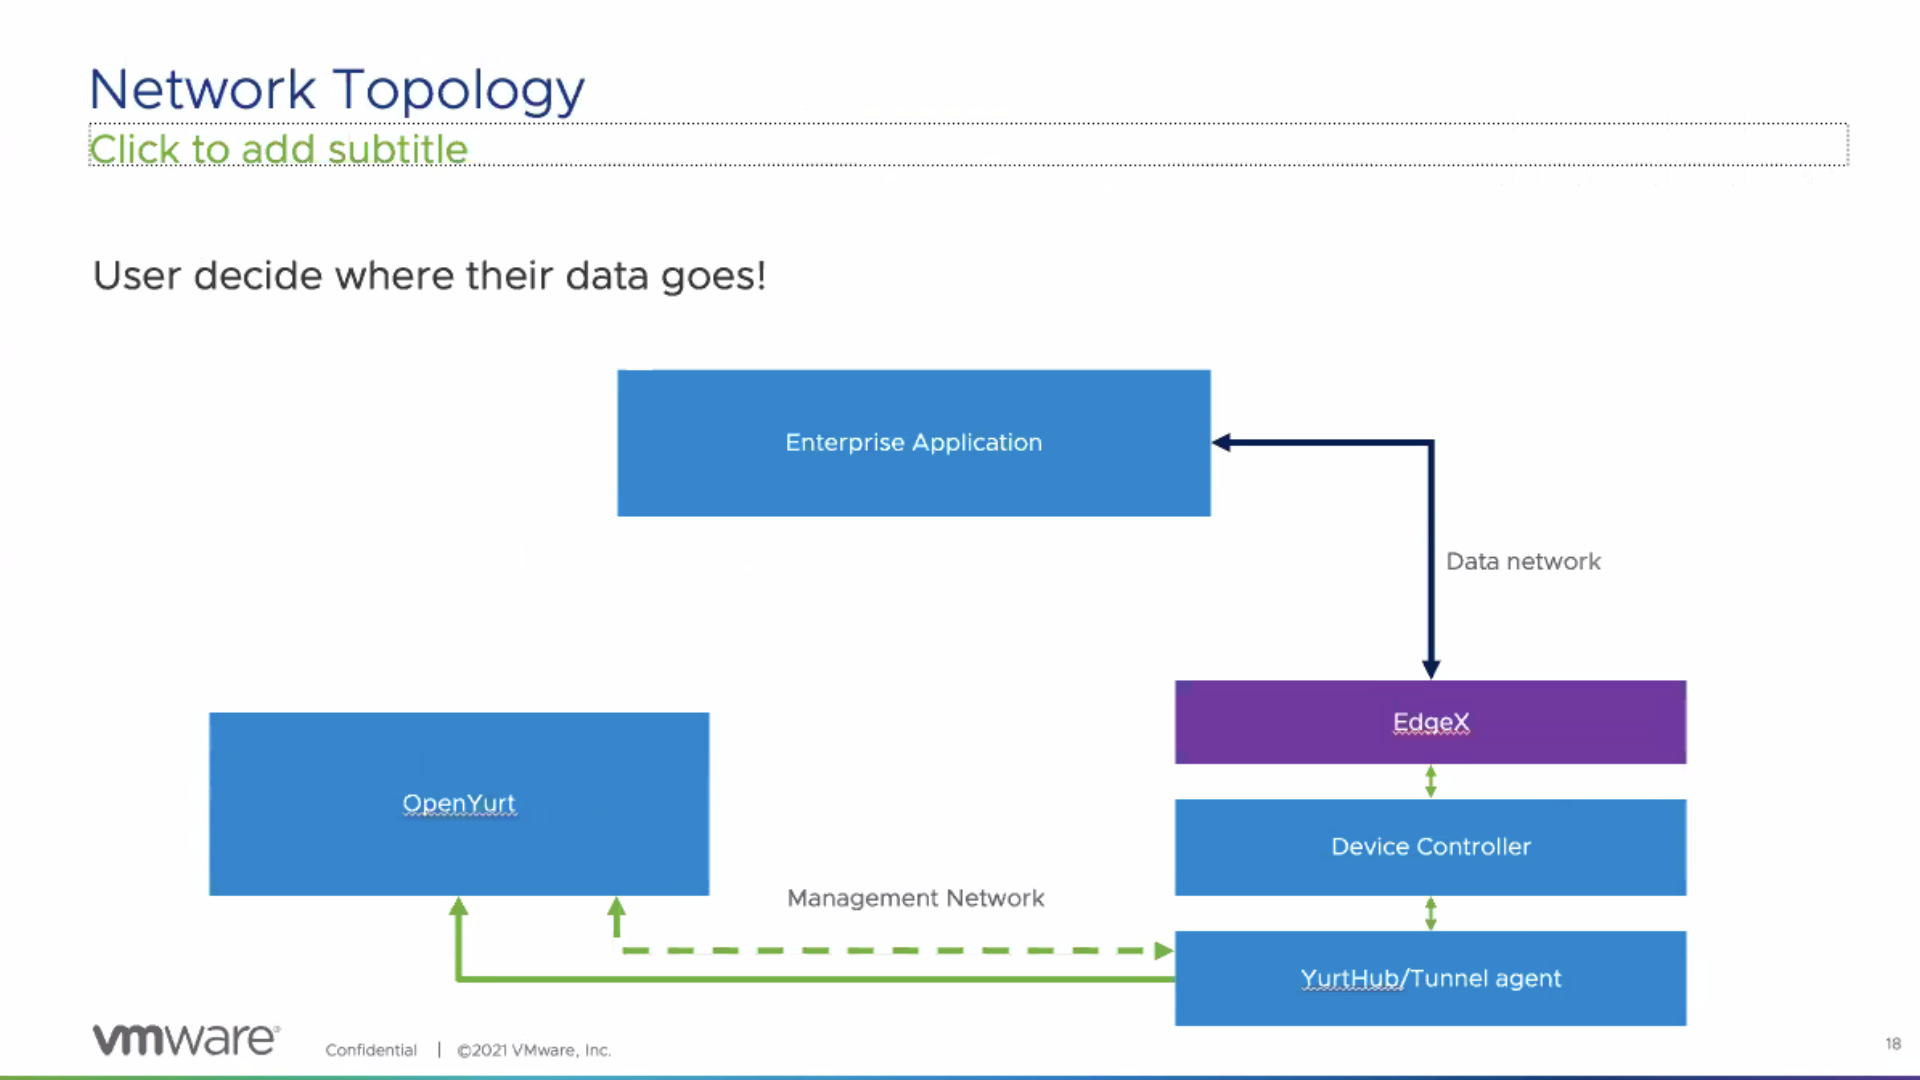 Network Topology
Click to add subtitle
User decide where their data goes!
Enterprise Application
Data network
EdgeX
OpenYurt
Device Controller
Management Network
YurtHub/Tunnel agent
vmware®
Confidential | ©2021 VMware, Inc.
18